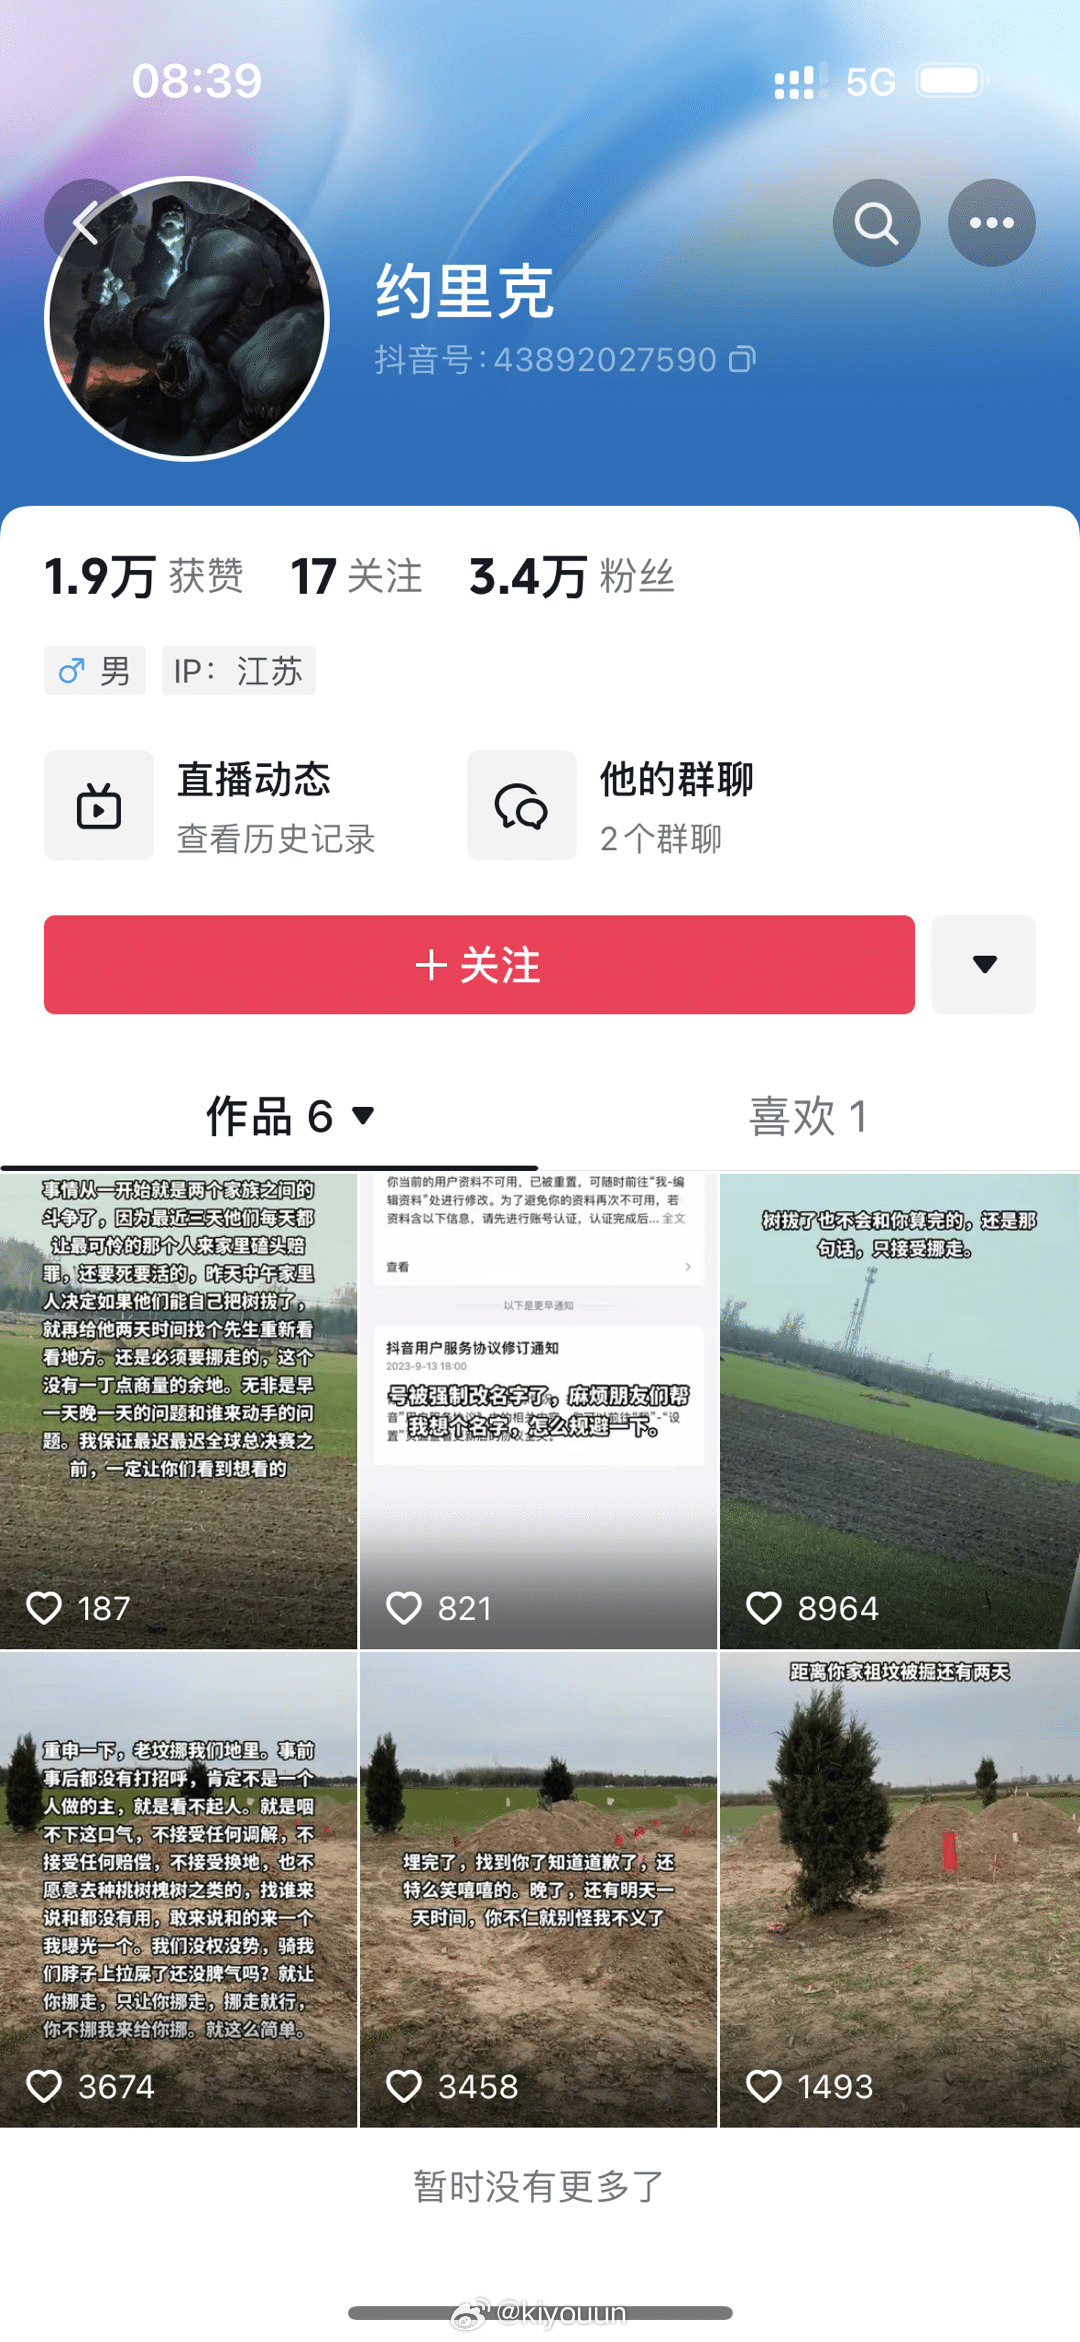 08:39
5G
约里克
抖音号:43892027590
1.9万 获赞 17 关注 3.4万 粉丝
男 IP： 江苏
直播动态
查看历史记录
他的群聊
2个群聊
+ 关注
作品 6
喜欢 1
事情从一开始就是两个家族之间的
斗争了，因为最近三天他们每天都
让最可怜的那个人来家里磕头赔
罪，还要死要活的，昨天中午家里
人决定如果他们能自己把树拔了，
就再给他两天时间找个先生重新看
看地方。还是必须要挪走的，这个
没有一丁点商量的余地。无非是早
一天晚一天的问题和谁来动手的问
题。我保证最迟最迟全球总决赛之
前，一定让你们看到想看的
187
你当前的用户资料不可用，已被重置，可随时前往“我-编
辑资料”处进行修改。为了避免你的资料再次不可用，若
资料含以下信息，请先进行账号认证，认证完成后... 全文
查看
以下是更早通知
抖音用户服务协议修订通知
2023-9-13 18:00
号被强制改名字了，麻烦朋友们帮
我想个名字，怎么规避一下。
821
树拔了也不会和你算完的，还是那
句话，只接受挪走。
8964
重申一下，老坟挪我们地里。事前
事后都没有打招呼，肯定不是一个
人做的主，就是看不起人。就是咽
不下这口气，不接受任何调解，不
接受任何赔偿，不接受换地，也不
愿意去种桃树槐树之类的，找谁来
说和都没有用，敢来说和的来一个
我曝光一个。我们没权没势，骑我
们脖子上拉屎了还没脾气吗？就让
你挪走，只让你挪走，挪走就行，
你不挪我来给你挪。就这么简单。
3674
埋完了，找到你了知道道歉了，还
特么笑嘻嘻的。晚了，还有明天一
天时间，你不仁就别怪我不义了
3458
距离你家祖坟被掘还有两天
1493
暂时没有更多了
@kiyouun